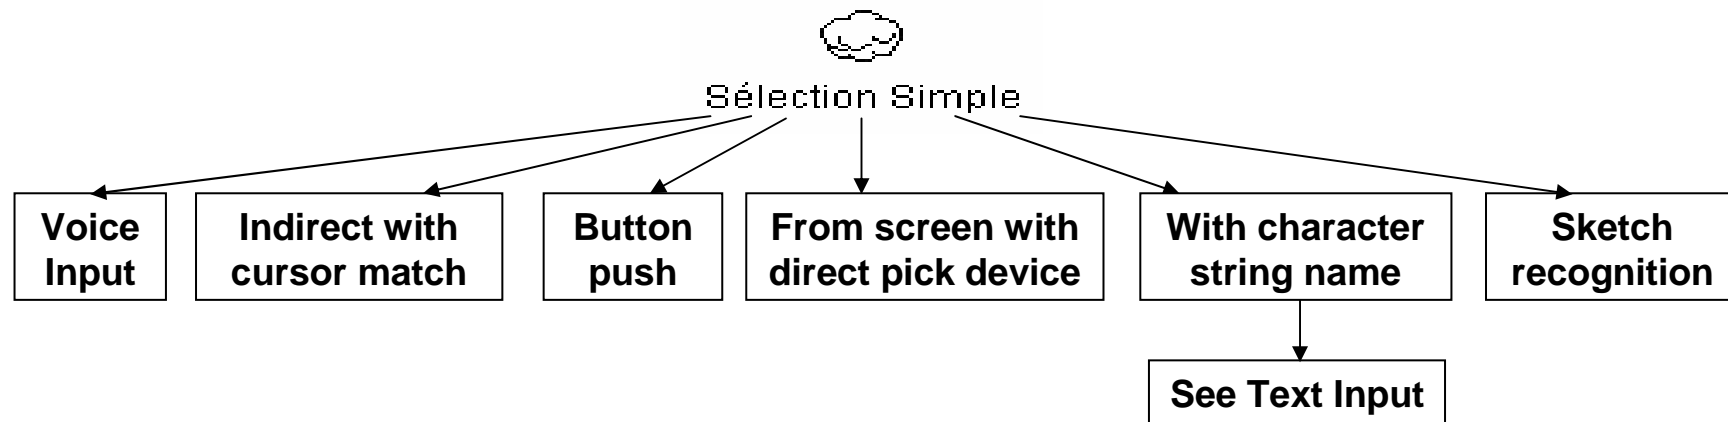 Sélection Simple
Voice
Input
Indirect with
cursor match
Button
push
From screen with
direct pick device
With character
string name
Sketch
recognition
See Text Input